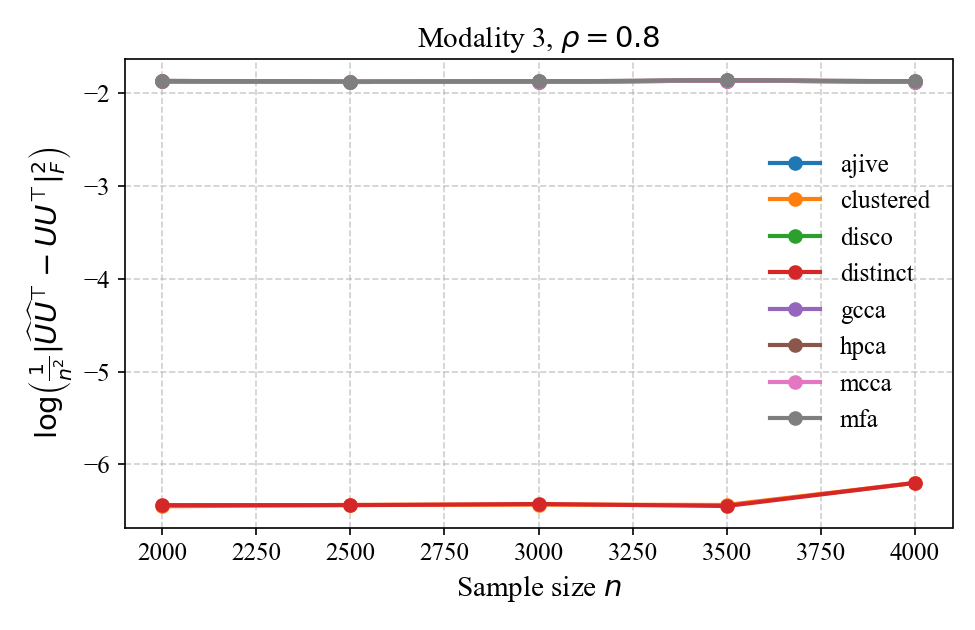 Modality 3, ρ = 0.8
log(1/n² |ÛÛ⊤ − UU⊤|²_F)
−2
−3
−4
−5
−6
ajive
clustered
disco
distinct
gcca
hpca
mcca
mfa
2000 2250 2500 2750 3000 3250 3500 3750 4000
Sample size n